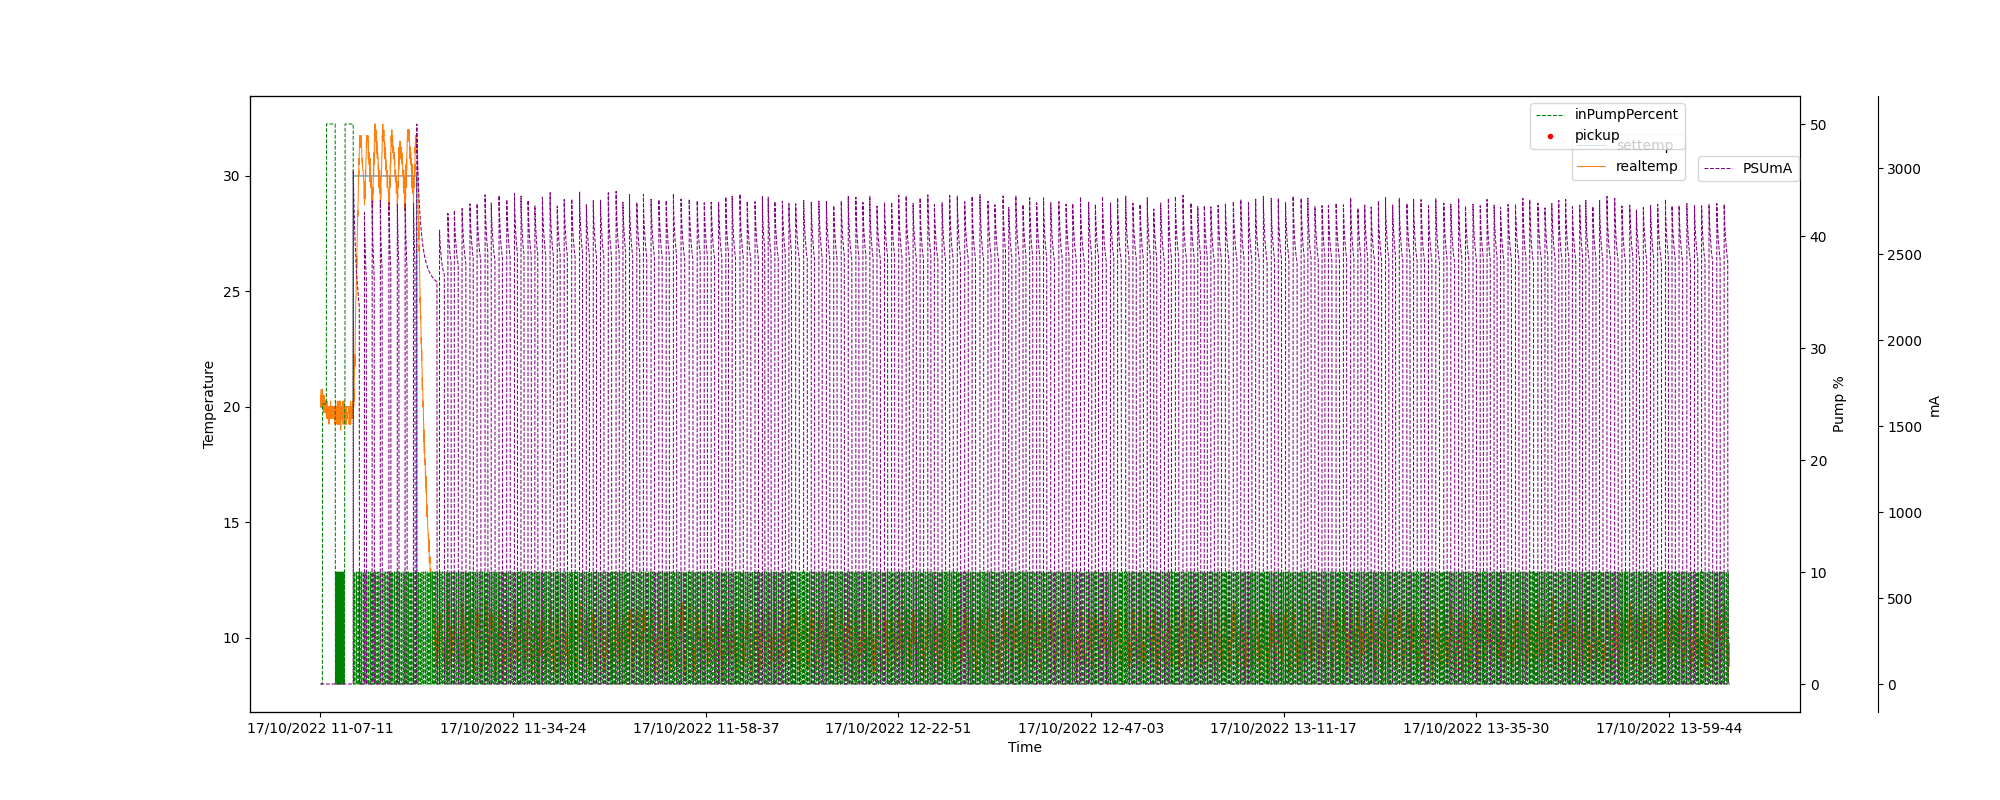 inPumpPercent
pickup
settemp
realtemp
PSUmA
30
25
20
15
10
Temperature
50
40
30
20
10
0
Pump %
3000
2500
2000
1500
1000
500
0
mA
17/10/2022 11-07-11
17/10/2022 11-34-24
17/10/2022 11-58-37
17/10/2022 12-22-51
17/10/2022 12-47-03
17/10/2022 13-11-17
17/10/2022 13-35-30
17/10/2022 13-59-44
Time